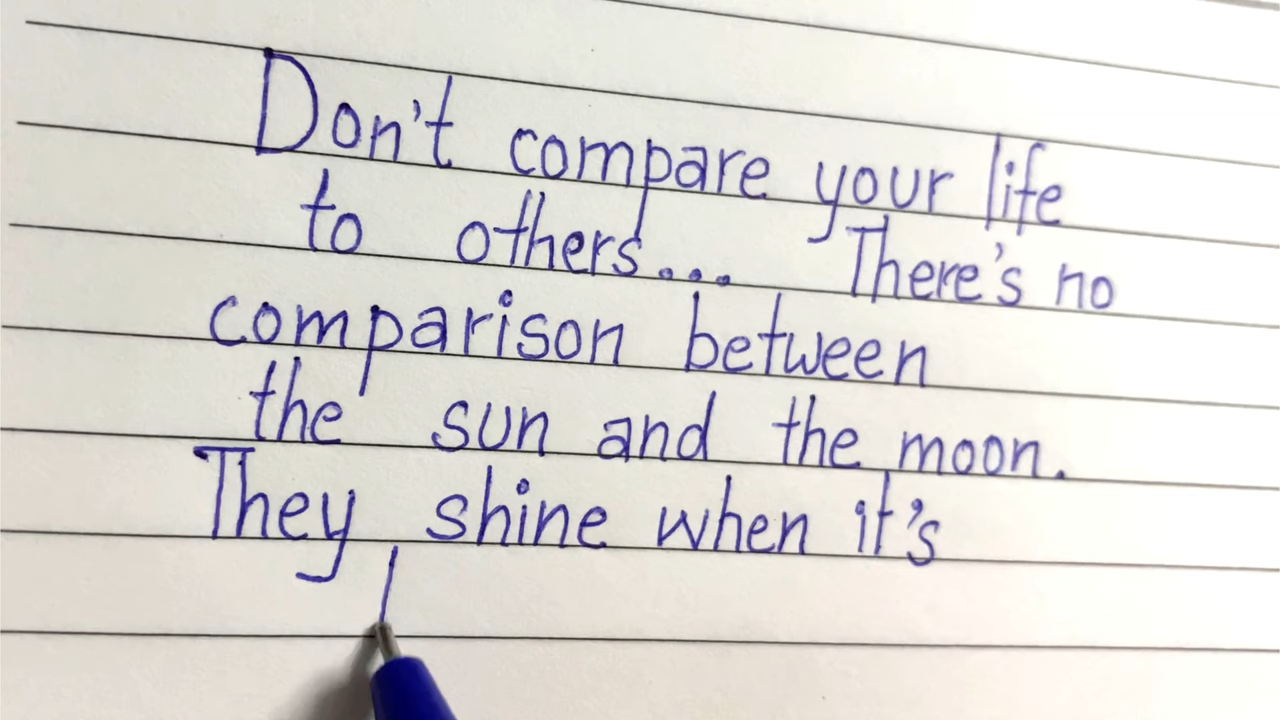 Don't compare your life
to others... There's no
comparison between
the sun and the moon.
They shine when it's